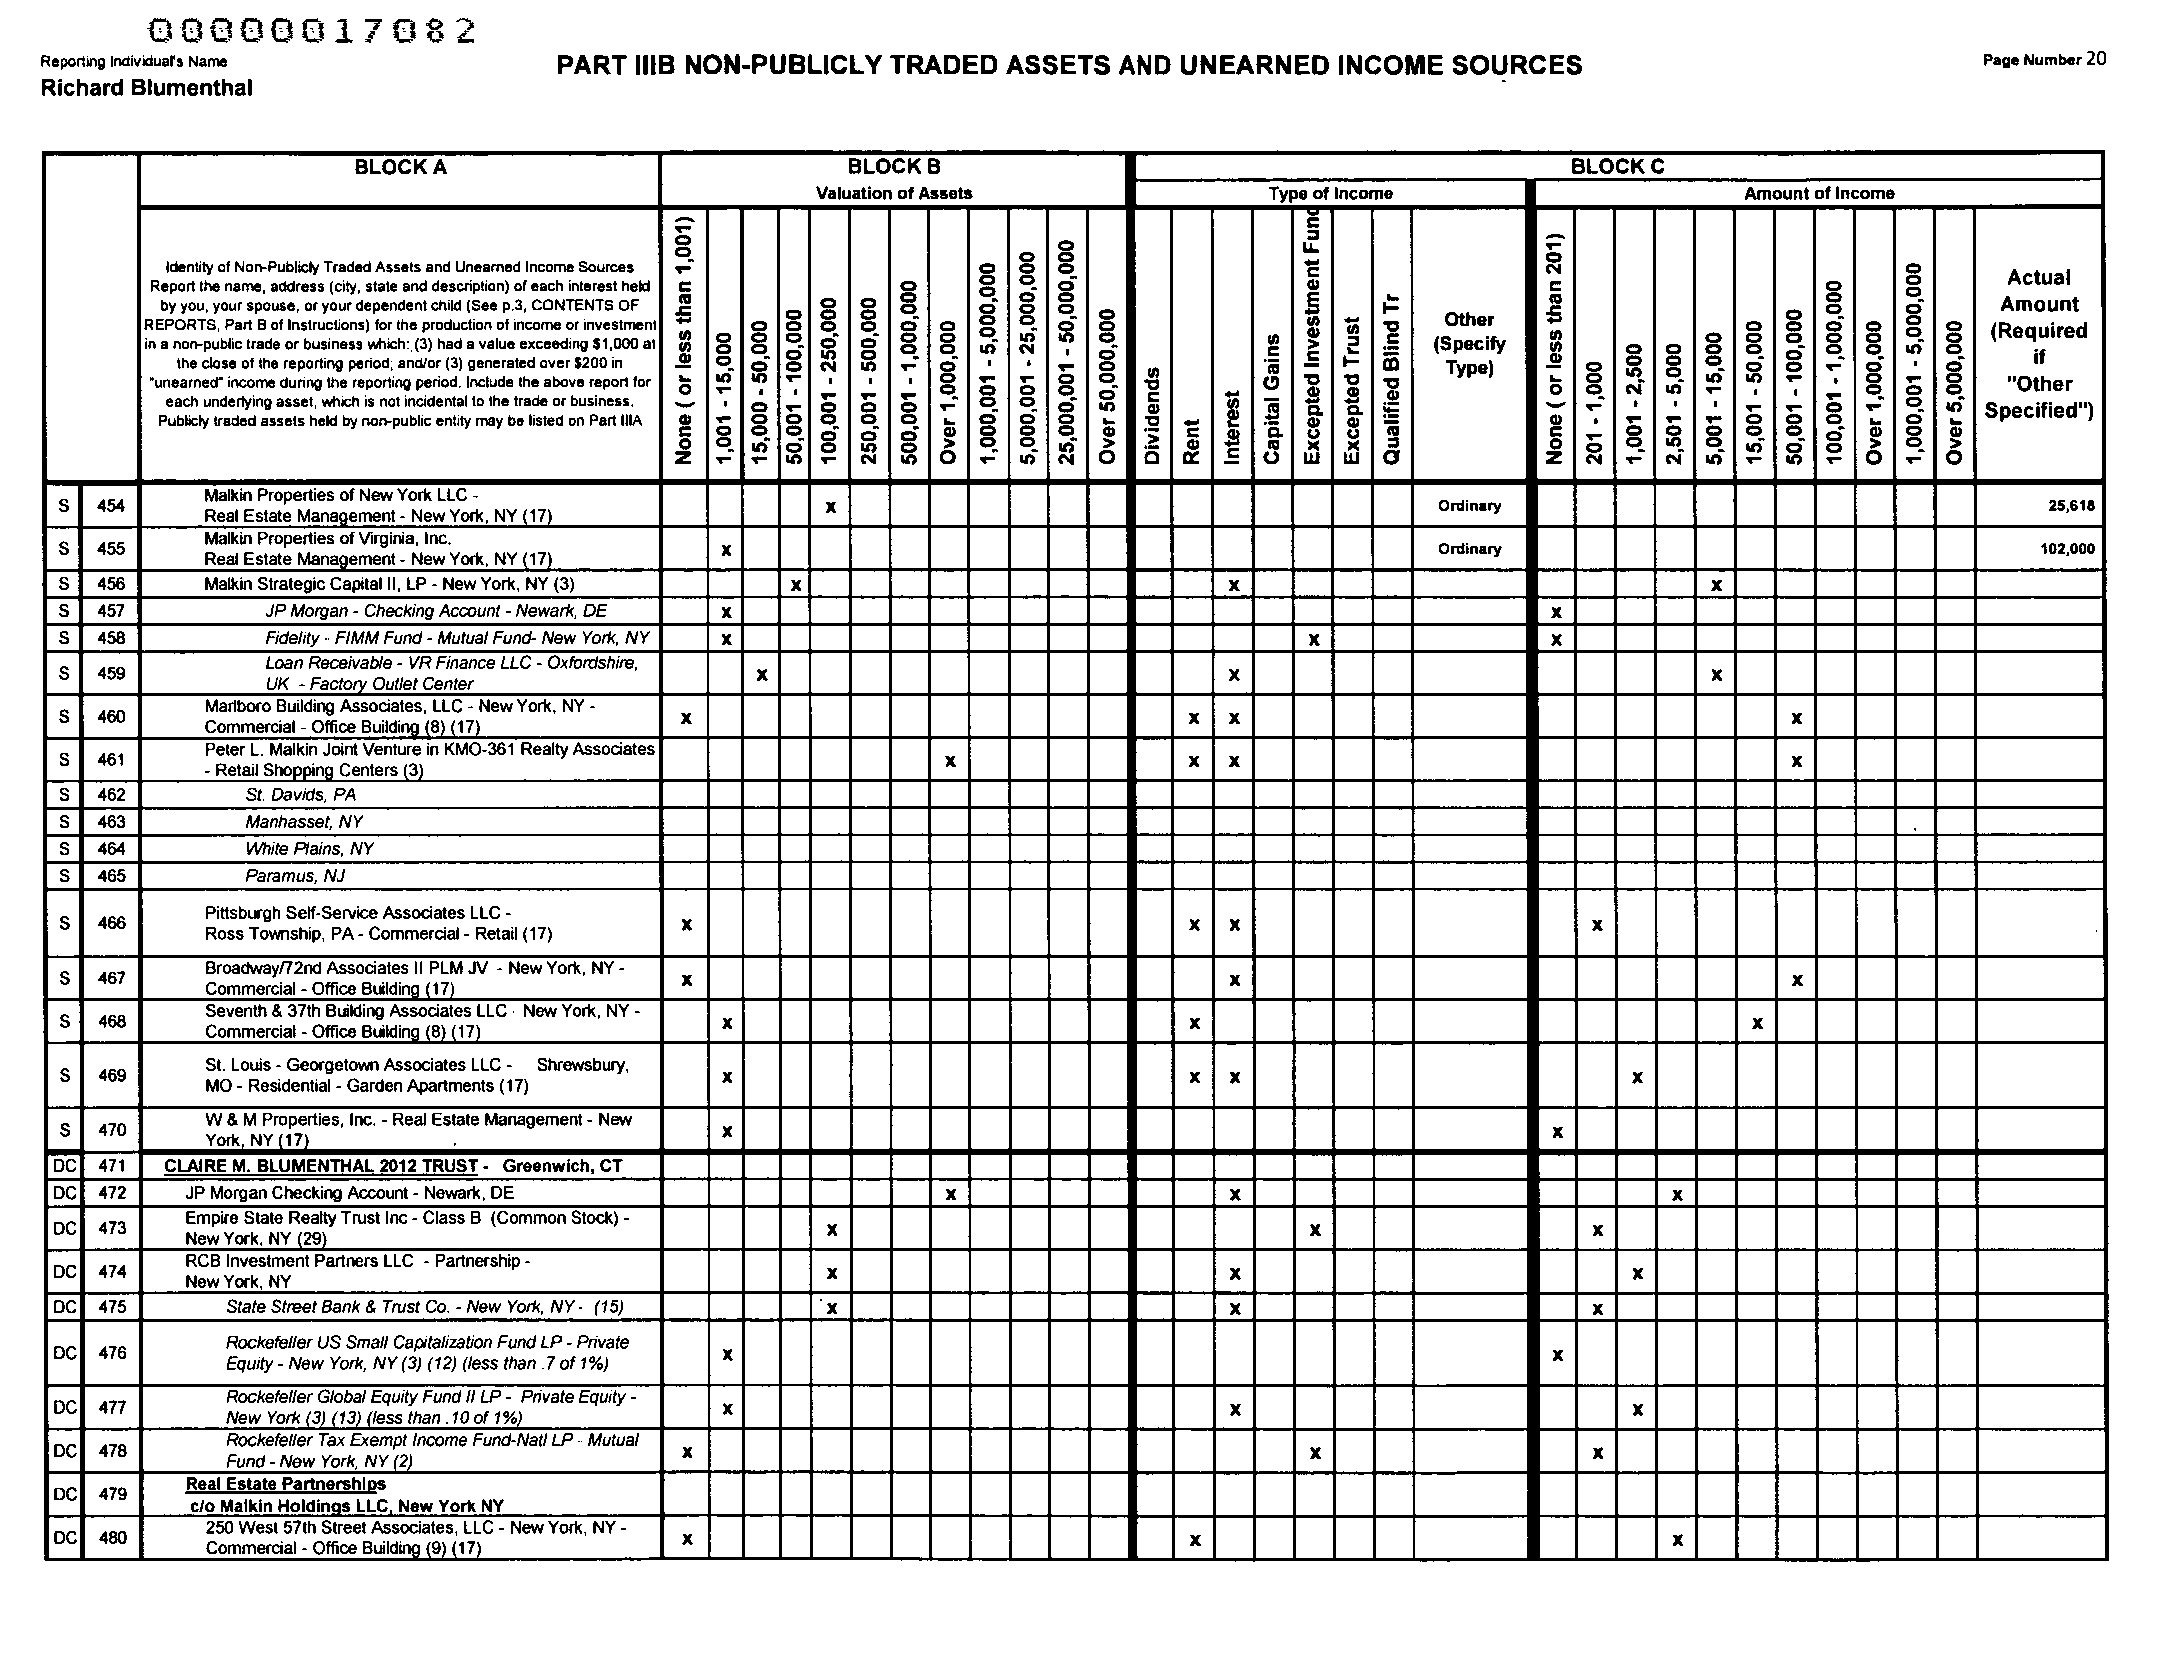 00000017082
Reporting Individual's Name
Richard Blumenthal
PART IIIB NON-PUBLICLY TRADED ASSETS AND UNEARNED INCOME SOURCES
Page Number 20
BLOCK A
BLOCK B
BLOCK C
Valuation of Assets
Type of Income
Amount of Income
Identity of Non-Publicly Traded Assets and Unearned Income Sources
Report the name, address (city, state and description) of each interest held
by you, your spouse, or your dependent child (See p.3, CONTENTS OF
REPORTS, Part B of Instructions) for the production of income or investment
in a non-public trade or business which: (3) had a value exceeding $1,000 at
the close of the reporting period; and/or (3) generated over $200 in
"unearned" income during the reporting period. Include the above report for
each underlying asset, which is not incidental to the trade or business.
Publicly traded assets held by non-public entity may be listed on Part IIIA
None ( or less than 1,001)
1,001 - 15,000
15,000 - 50,000
50,001 - 100,000
100,001 - 250,000
250,001 - 500,000
500,001 - 1,000,000
Over 1,000,000
1,000,001 - 5,000,000
5,000,001 - 25,000,000
25,000,001 - 50,000,000
Over 50,000,000
Dividends
Rent
Interest
Capital Gains
Excepted Investment Fund
Excepted Trust
Qualified Blind Tr
Other
(Specify
Type)
None ( or less than 201)
201 - 1,000
1,001 - 2,500
2,501 - 5,000
5,001 - 15,000
15,001 - 50,000
50,001 - 100,000
100,001 - 1,000,000
Over 1,000,000
1,000,001 - 5,000,000
Over 5,000,000
Actual
Amount
(Required
if
"Other
Specified")
S 454 Malkin Properties of New York LLC -
Real Estate Management - New York, NY (17) x Ordinary 25,618
S 455 Malkin Properties of Virginia, Inc.
Real Estate Management - New York, NY (17) x Ordinary 102,000
S 456 Malkin Strategic Capital II, LP - New York, NY (3) x x x
S 457 JP Morgan - Checking Account - Newark, DE x x
S 458 Fidelity - FIMM Fund - Mutual Fund- New York, NY x x x
S 459 Loan Receivable - VR Finance LLC - Oxfordshire,
UK - Factory Outlet Center x x x
S 460 Marlboro Building Associates, LLC - New York, NY -
Commercial - Office Building (8) (17) x x x x
S 461 Peter L. Malkin Joint Venture in KMO-361 Realty Associates
- Retail Shopping Centers (3) x x x x
S 462 St. Davids, PA
S 463 Manhasset, NY
S 464 White Plains, NY
S 465 Paramus, NJ
S 466 Pittsburgh Self-Service Associates LLC -
Ross Township, PA - Commercial - Retail (17) x x x x
S 467 Broadway/72nd Associates II PLM JV - New York, NY -
Commercial - Office Building (17) x x x
S 468 Seventh & 37th Building Associates LLC - New York, NY -
Commercial - Office Building (8) (17) x x x
S 469 St. Louis - Georgetown Associates LLC - Shrewsbury,
MO - Residential - Garden Apartments (17) x x x x
S 470 W & M Properties, Inc. - Real Estate Management - New
York, NY (17) x x
DC 471 CLAIRE M. BLUMENTHAL 2012 TRUST - Greenwich, CT
DC 472 JP Morgan Checking Account - Newark, DE x x x
DC 473 Empire State Realty Trust Inc - Class B (Common Stock) -
New York, NY (29) x x x
DC 474 RCB Investment Partners LLC - Partnership -
New York, NY x x x
DC 475 State Street Bank & Trust Co. - New York, NY - (15) x x x
DC 476 Rockefeller US Small Capitalization Fund LP - Private
Equity - New York, NY (3) (12) (less than .7 of 1%) x x
DC 477 Rockefeller Global Equity Fund II LP - Private Equity -
New York (3) (13) (less than .10 of 1%) x x x
DC 478 Rockefeller Tax Exempt Income Fund-Natl LP - Mutual
Fund - New York, NY (2) x x x
DC 479 Real Estate Partnerships
c/o Malkin Holdings LLC, New York NY
DC 480 250 West 57th Street Associates, LLC - New York, NY -
Commercial - Office Building (9) (17) x x x